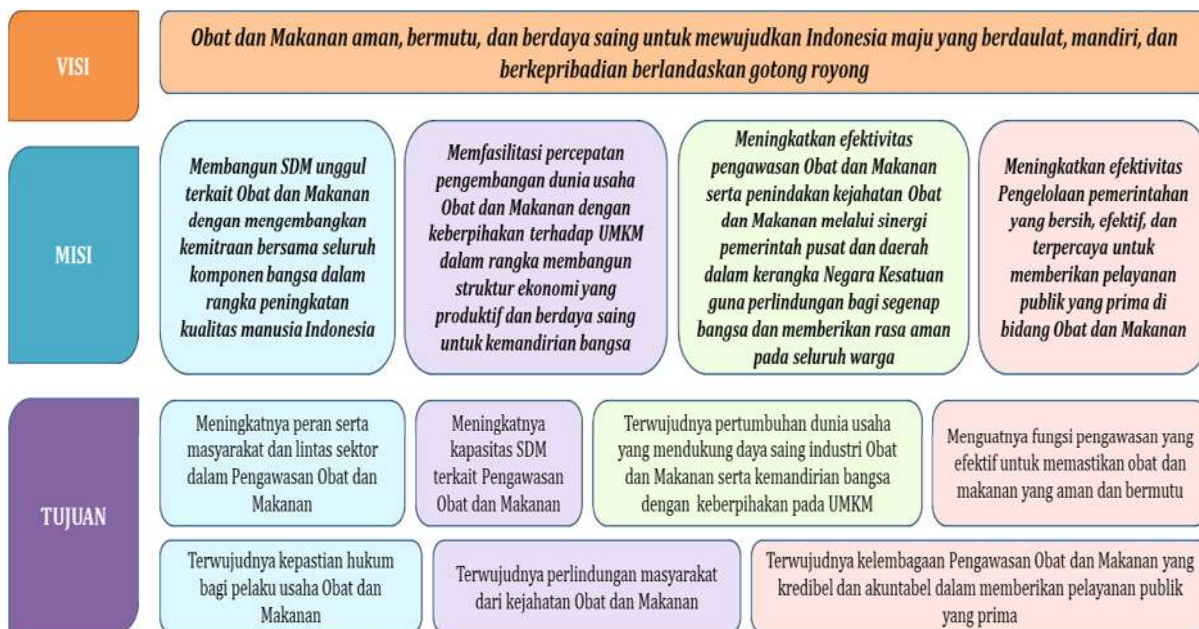 VISI
Obat dan Makanan aman, bermutu, dan berdaya saing untuk mewujudkan Indonesia maju yang berdaulat, mandiri, dan
berkepribadian berlandaskan gotong royong
MISI
Membangun SDM unggul
terkait Obat dan Makanan
dengan mengembangkan
kemitraan bersama seluruh
komponen bangsa dalam
rangka peningkatan
kualitas manusia Indonesia
Memfasilitasi percepatan
pengembangan dunia usaha
Obat dan Makanan dengan
keberpihakan terhadap UMKM
dalam rangka membangun
struktur ekonomi yang
produktif dan berdaya saing
untuk kemandirian bangsa
Meningkatkan efektivitas
pengawasan Obat dan Makanan
serta penindakan kejahatan Obat
dan Makanan melalui sinergi
pemerintah pusat dan daerah
dalam kerangka Negara Kesatuan
guna perlindungan bagi segenap
bangsa dan memberikan rasa aman
pada seluruh warga
Meningkatkan efektivitas
Pengelolaan pemerintahan
yang bersih, efektif, dan
terpercaya untuk
memberikan pelayanan
publik yang prima di
bidang Obat dan Makanan
TUJUAN
Meningkatnya peran serta
masyarakat dan lintas sektor
dalam Pengawasan Obat dan
Makanan
Meningkatnya
kapasitas SDM
terkait Pengawasan
Obat dan Makanan
Terwujudnya pertumbuhan dunia usaha
yang mendukung daya saing industri Obat
dan Makanan serta kemandirian bangsa
dengan keberpihakan pada UMKM
Menguatnya fungsi pengawasan yang
efektif untuk memastikan obat dan
makanan yang aman dan bermutu
Terwujudnya kepastian hukum
bagi pelaku usaha Obat dan
Makanan
Terwujudnya perlindungan masyarakat
dari kejahatan Obat dan Makanan
Terwujudnya kelembagaan Pengawasan Obat dan Makanan yang
kredibel dan akuntabel dalam memberikan pelayanan publik
yang prima